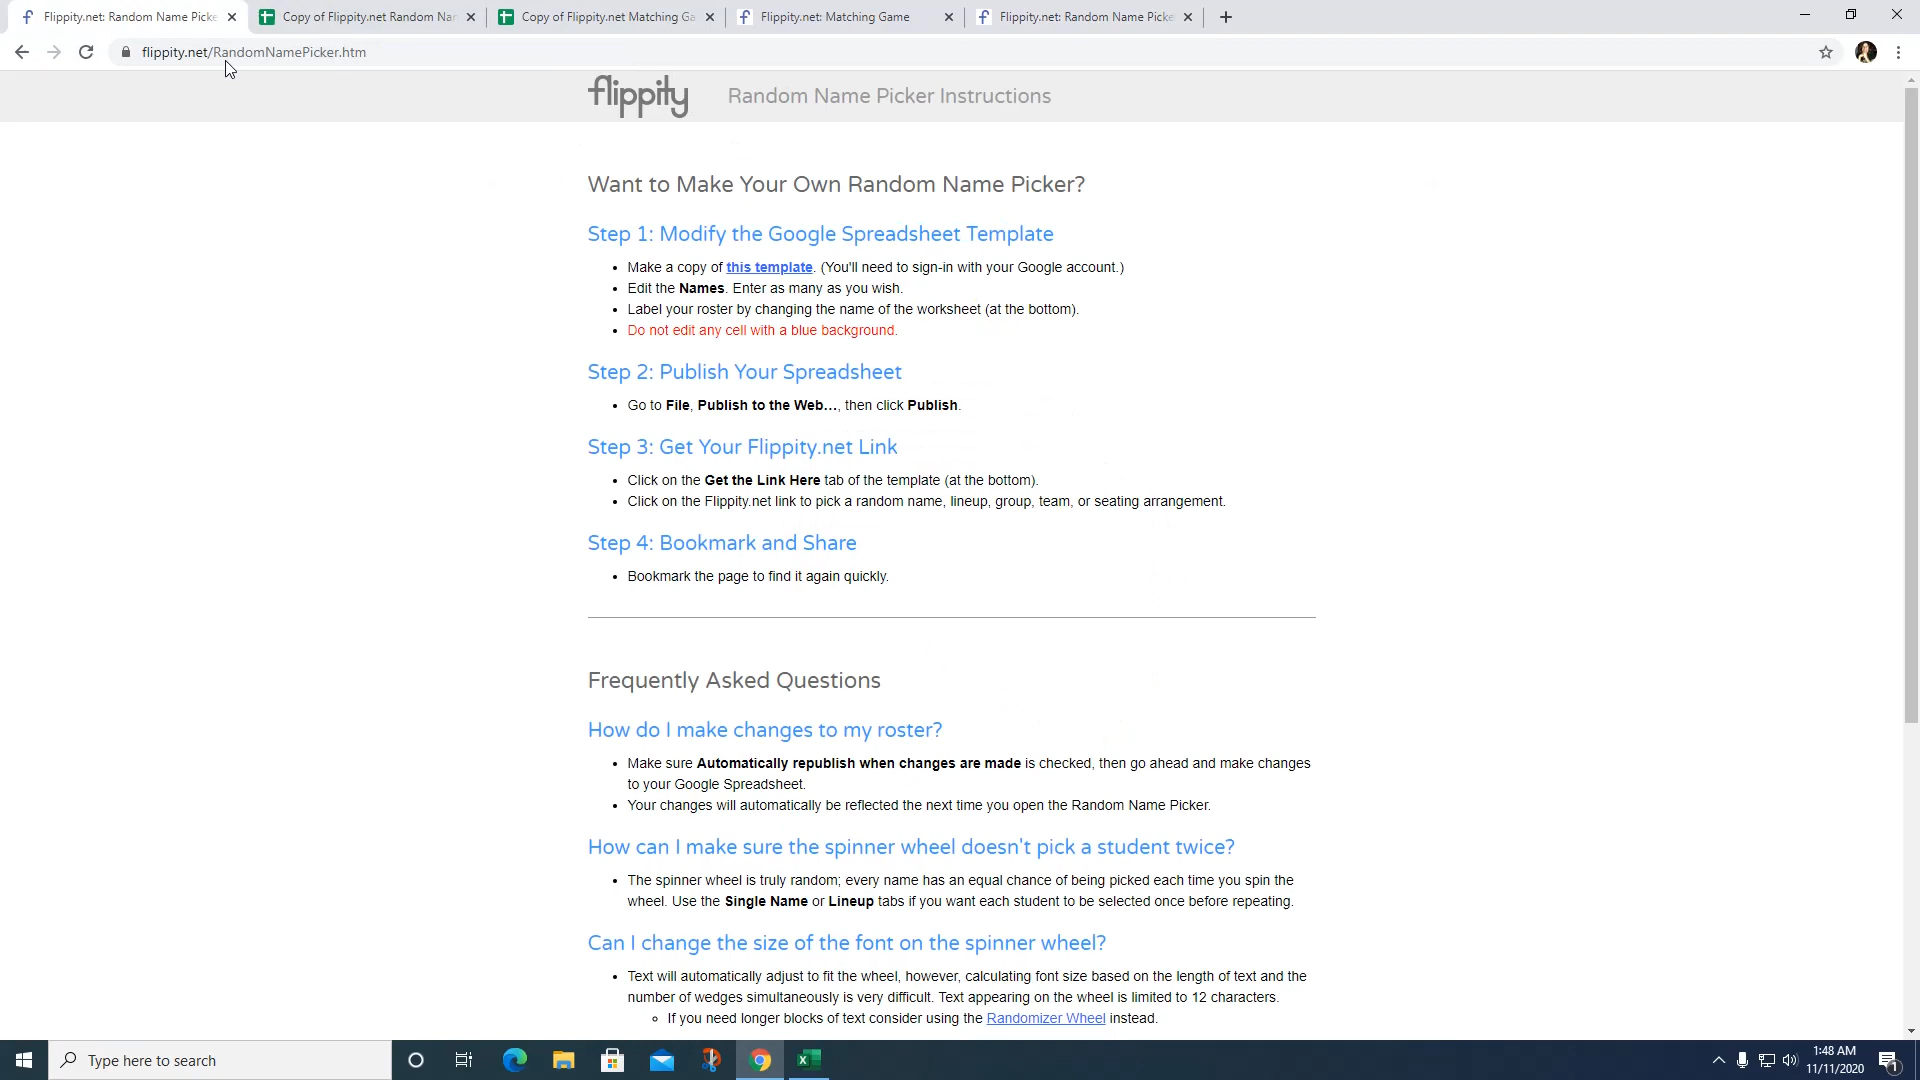 Flippity.net: Random Name Picke
Copy of Flippity.net Random Nan
Copy of Flippity.net Matching Ga
Flippity.net: Matching Game
Flippity.net: Random Name Picke
flippity.net/RandomNamePicker.htm
flippity
Random Name Picker Instructions
Want to Make Your Own Random Name Picker?
Step 1: Modify the Google Spreadsheet Template
• Make a copy of this template. (You'll need to sign-in with your Google account.)
• Edit the Names. Enter as many as you wish.
• Label your roster by changing the name of the worksheet (at the bottom).
• Do not edit any cell with a blue background.
Step 2: Publish Your Spreadsheet
• Go to File, Publish to the Web…, then click Publish.
Step 3: Get Your Flippity.net Link
• Click on the Get the Link Here tab of the template (at the bottom).
• Click on the Flippity.net link to pick a random name, lineup, group, team, or seating arrangement.
Step 4: Bookmark and Share
• Bookmark the page to find it again quickly.
Frequently Asked Questions
How do I make changes to my roster?
• Make sure Automatically republish when changes are made is checked, then go ahead and make changes
to your Google Spreadsheet.
• Your changes will automatically be reflected the next time you open the Random Name Picker.
How can I make sure the spinner wheel doesn't pick a student twice?
• The spinner wheel is truly random; every name has an equal chance of being picked each time you spin the
wheel. Use the Single Name or Lineup tabs if you want each student to be selected once before repeating.
Can I change the size of the font on the spinner wheel?
• Text will automatically adjust to fit the wheel, however, calculating font size based on the length of text and the
number of wedges simultaneously is very difficult. Text appearing on the wheel is limited to 12 characters.
◦ If you need longer blocks of text consider using the Randomizer Wheel instead.
Type here to search
1:48 AM
11/11/2020
1